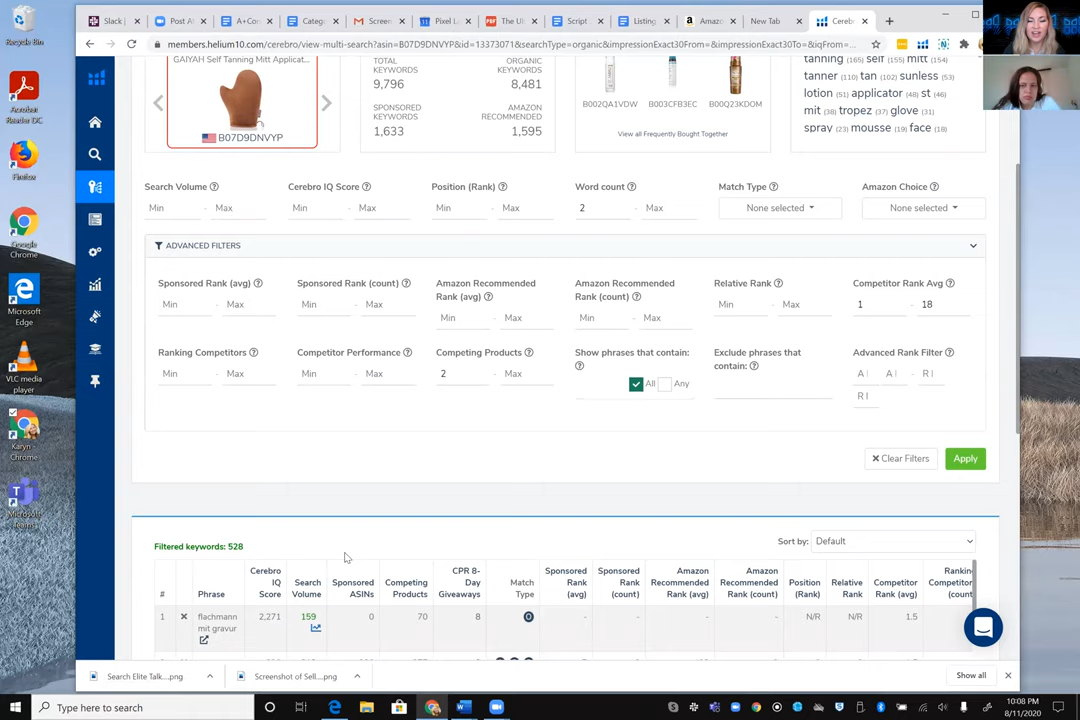 Recycle Bin
Acrobat
Reader DC
Firefox
Google
Chrome
Microsoft
Edge
VLC media
player
Karyn -
Chrome
Microsoft
Teams
Slack |
Post Al
A+Con
Categ
Screen
Pixel La
PDF The Ul
Script
Listing
Amazo
New Tab
Cerebr
members.helium10.com/cerebro/view-multi-search?asin=B07D9DNVYP&id=13373071&searchType=organic&impressionExact30From=&impressionExact30To=&iqFrom=...
GAIYAH Self Tanning Mitt Applicat...
B07D9DNVYP
TOTAL
KEYWORDS
9,796
ORGANIC
KEYWORDS
8,481
SPONSORED
KEYWORDS
1,633
AMAZON
RECOMMENDED
1,595
B002QA1VDW B003CFB3EC B00Q23KDOM
View all Frequently Bought Together
tanning (165) self (155) mitt (154)
tanner (110) tan (102) sunless (53)
lotion (51) applicator (48) st (46)
mit (38) tropez (37) glove (31)
spray (23) mousse (19) face (18)
Search Volume
Min - Max
Cerebro IQ Score
Min - Max
Position (Rank)
Min - Max
Word count
2 - Max
Match Type
None selected
Amazon Choice
None selected
ADVANCED FILTERS
Sponsored Rank (avg)
Min - Max
Sponsored Rank (count)
Min - Max
Amazon Recommended
Rank (avg)
Min - Max
Amazon Recommended
Rank (count)
Min - Max
Relative Rank
Min - Max
Competitor Rank Avg
1 - 18
Ranking Competitors
Min - Max
Competitor Performance
Min - Max
Competing Products
2 - Max
Show phrases that contain:
All Any
Exclude phrases that
contain:
Advanced Rank Filter
A A - R
R
Clear Filters
Apply
Filtered keywords: 528
Sort by: Default
#
Phrase
Cerebro
IQ
Score
Search
Volume
Sponsored
ASINs
Competing
Products
CPR 8-
Day
Giveaways
Match
Type
Sponsored
Rank
(avg)
Sponsored
Rank
(count)
Amazon
Recommended
Rank (avg)
Amazon
Recommended
Rank (count)
Position
(Rank)
Relative
Rank
Competitor
Rank (avg)
Ranking
Competitor
(count
1 flachmann
mit gravur
2,271 159 0 70 8 O - - - - N/R N/R 1.5
Search Elite Talk....png
Screenshot of Sell....png
Show all
Type here to search
10:08 PM
8/11/2020